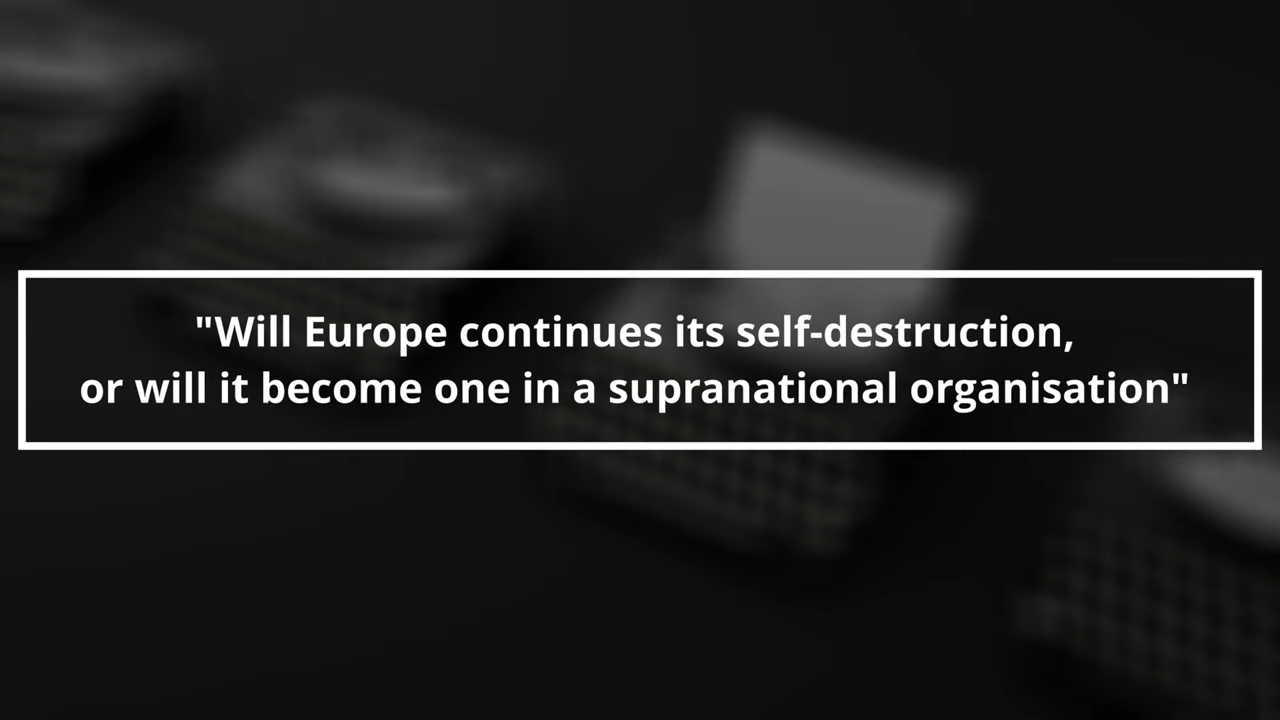 "Will Europe continues its self-destruction,
or will it become one in a supranational organisation"